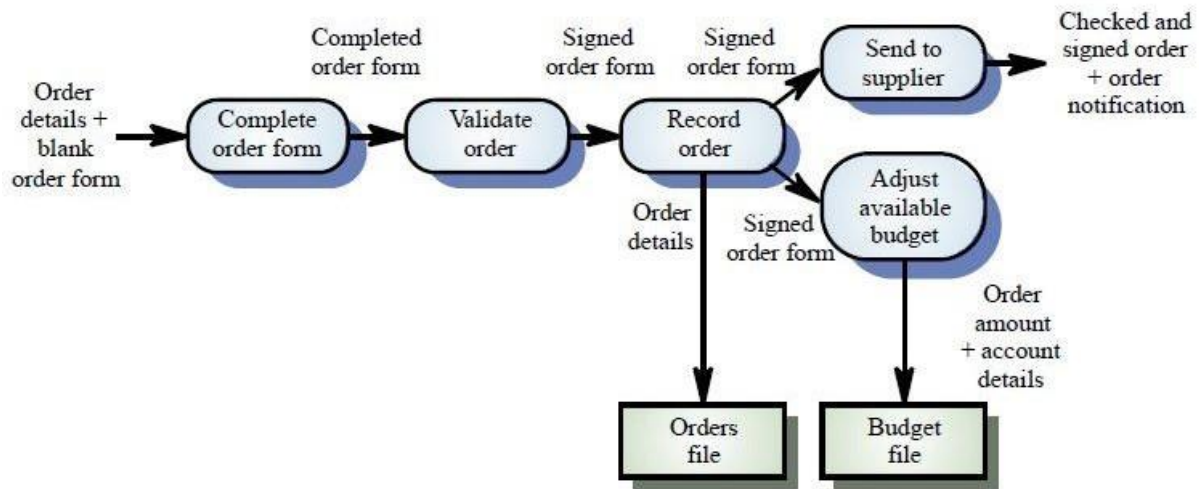 Order
details +
blank
order form
Complete
order form
Completed
order form
Validate
order
Signed
order form
Record
order
Signed
order form
Send to
supplier
Checked and
signed order
+ order
notification
Order
details
Signed
order form
Adjust
available
budget
Order
amount
+ account
details
Orders
file
Budget
file